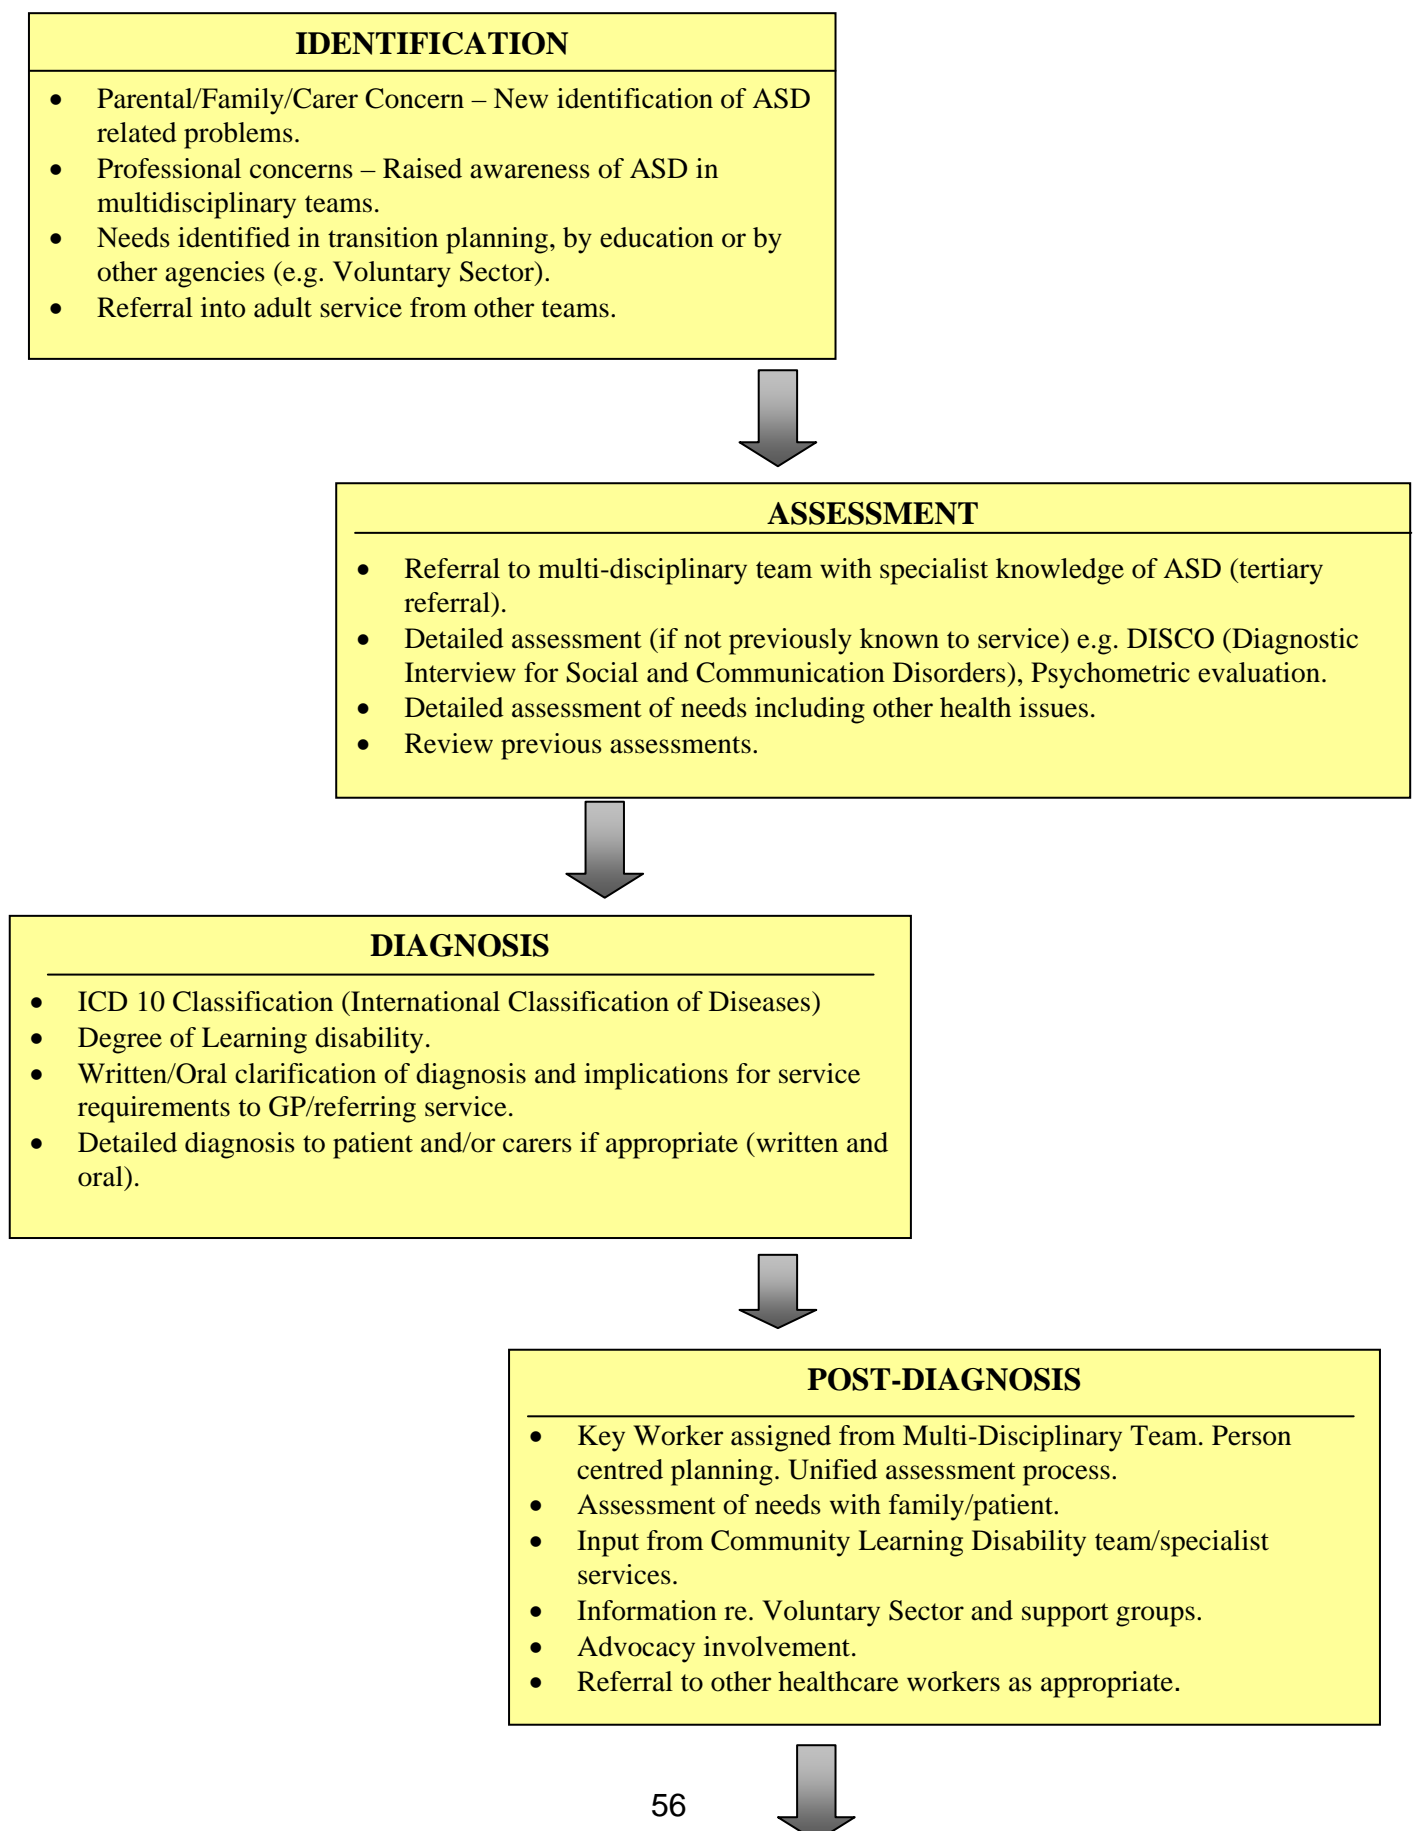 IDENTIFICATION
• Parental/Family/Carer Concern – New identification of ASD
related problems.
• Professional concerns – Raised awareness of ASD in
multidisciplinary teams.
• Needs identified in transition planning, by education or by
other agencies (e.g. Voluntary Sector).
• Referral into adult service from other teams.
ASSESSMENT
• Referral to multi-disciplinary team with specialist knowledge of ASD (tertiary
referral).
• Detailed assessment (if not previously known to service) e.g. DISCO (Diagnostic
Interview for Social and Communication Disorders), Psychometric evaluation.
• Detailed assessment of needs including other health issues.
• Review previous assessments.
DIAGNOSIS
• ICD 10 Classification (International Classification of Diseases)
• Degree of Learning disability.
• Written/Oral clarification of diagnosis and implications for service
requirements to GP/referring service.
• Detailed diagnosis to patient and/or carers if appropriate (written and
oral).
POST-DIAGNOSIS
• Key Worker assigned from Multi-Disciplinary Team. Person
centred planning. Unified assessment process.
• Assessment of needs with family/patient.
• Input from Community Learning Disability team/specialist
services.
• Information re. Voluntary Sector and support groups.
• Advocacy involvement.
• Referral to other healthcare workers as appropriate.
56